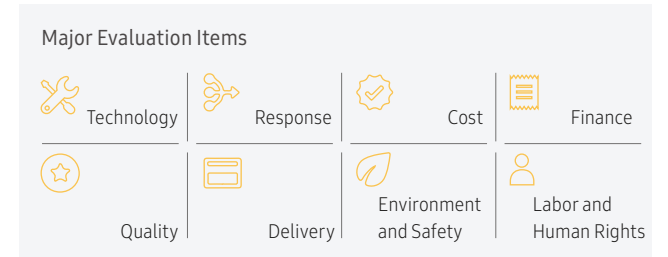 Major Evaluation Items
Technology
Response
Cost
Finance
Quality
Delivery
Environment
and Safety
Labor and
Human Rights